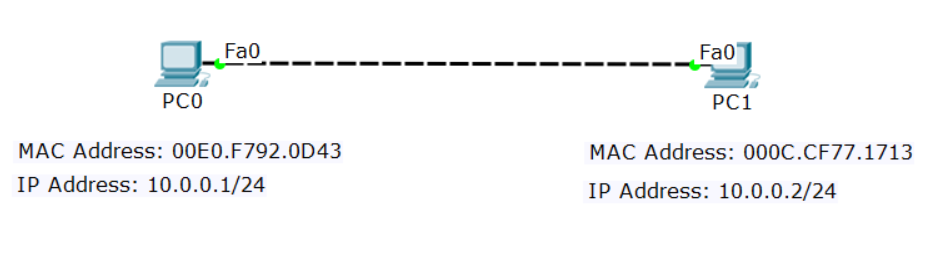 Fa0
Fa0
PC0
PC1
MAC Address: 00E0.F792.0D43
IP Address: 10.0.0.1/24
MAC Address: 000C.CF77.1713
IP Address: 10.0.0.2/24